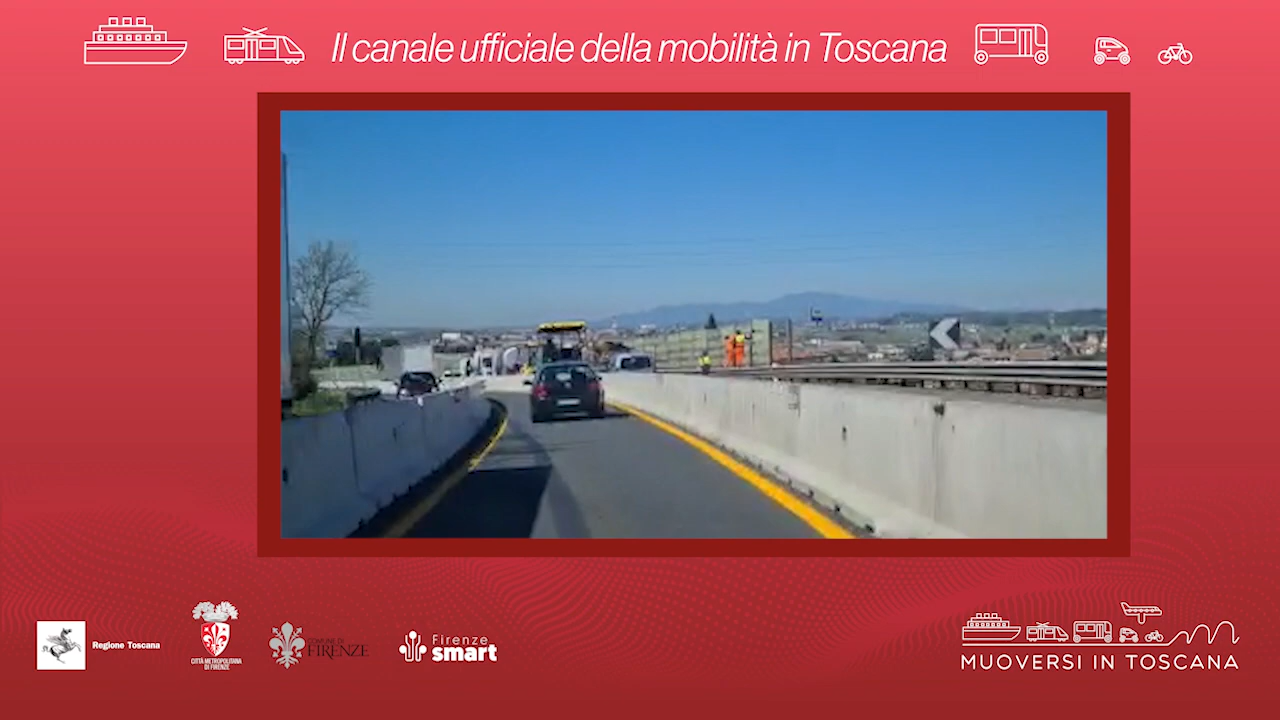 Il canale ufficiale della mobilità in Toscana
Regione Toscana
CITTÀ METROPOLITANA
DI FIRENZE
COMUNE DI
FIRENZE
Firenze
smart
MUOVERSI IN TOSCANA